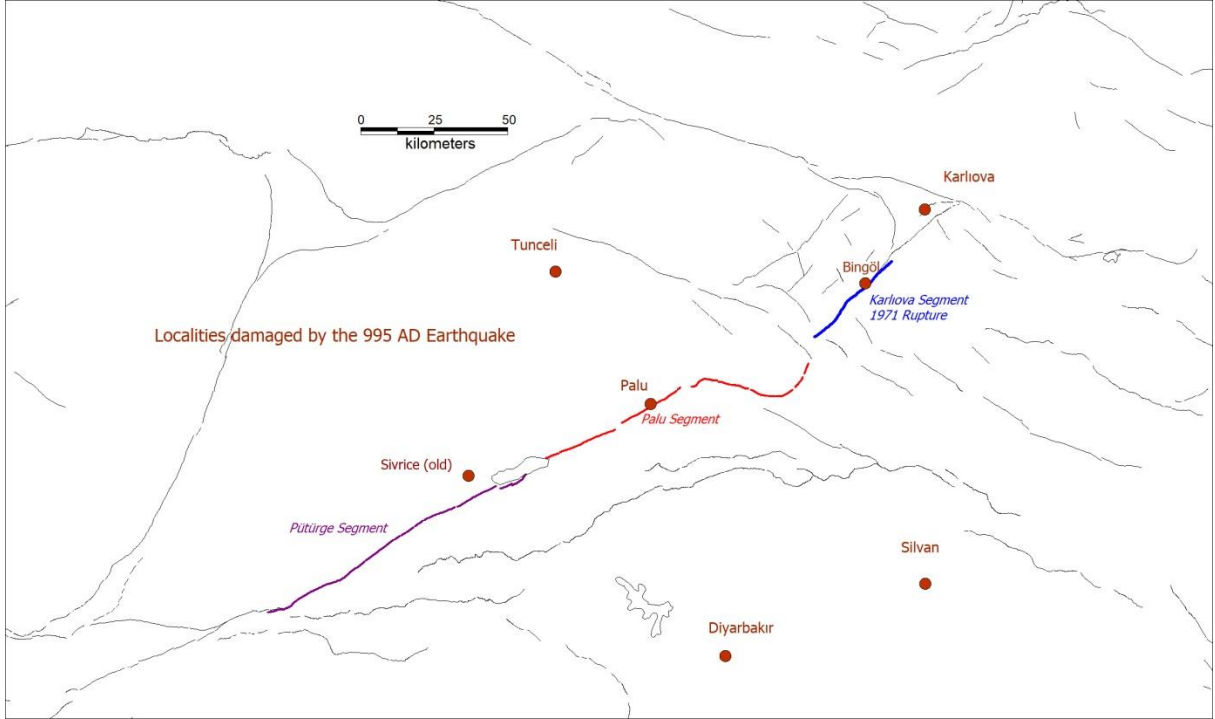 0 25 50
kilometers
Karlıova
Tunceli
Bingöl
Karlıova Segment
1971 Rupture
Localities damaged by the 995 AD Earthquake
Palu
Palu Segment
Sivrice (old)
Pütürge Segment
Silvan
Diyarbakır